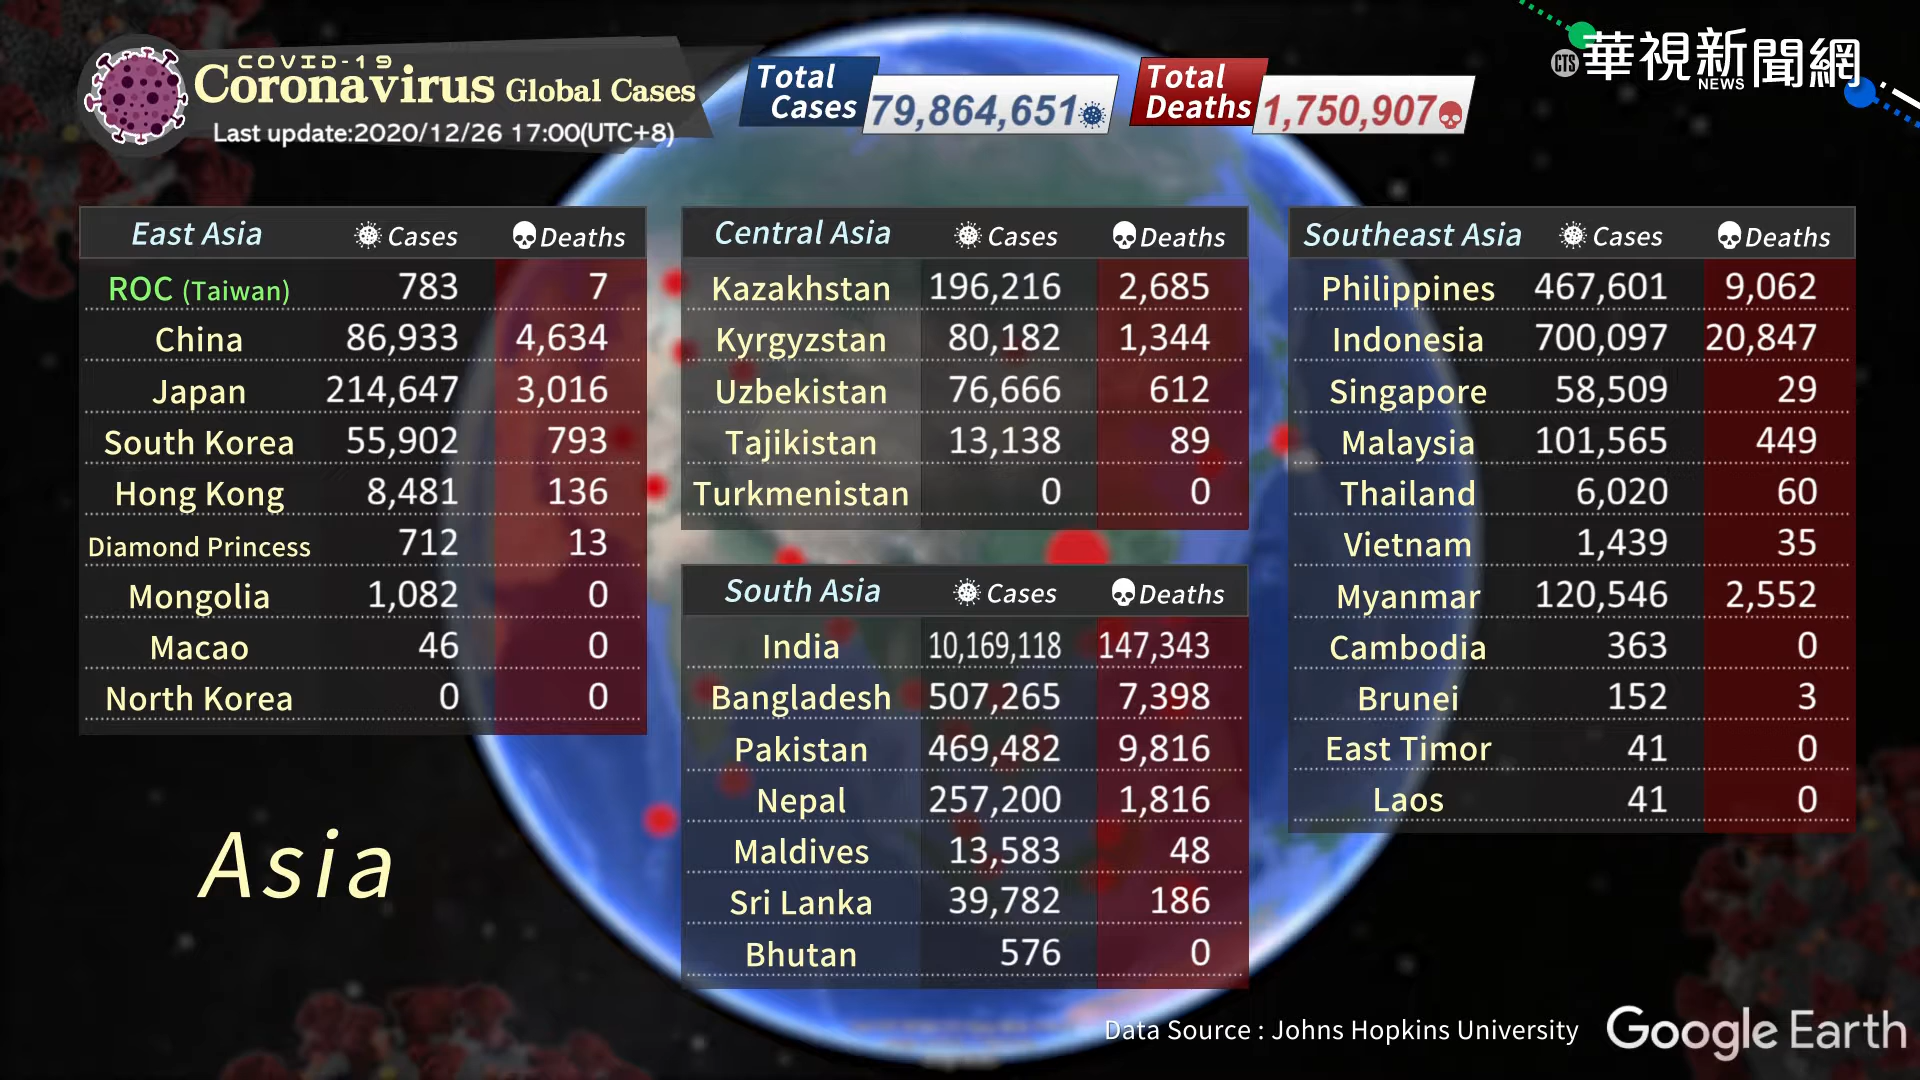 COVID-19
Coronavirus Global Cases
Last update:2020/12/26 17:00(UTC+8)
Total Cases 79,864,651
Total Deaths 1,750,907
CTS 華視新聞網
NEWS
East Asia Cases Deaths
ROC (Taiwan) 783 7
China 86,933 4,634
Japan 214,647 3,016
South Korea 55,902 793
Hong Kong 8,481 136
Diamond Princess 712 13
Mongolia 1,082 0
Macao 46 0
North Korea 0 0
Central Asia Cases Deaths
Kazakhstan 196,216 2,685
Kyrgyzstan 80,182 1,344
Uzbekistan 76,666 612
Tajikistan 13,138 89
Turkmenistan 0 0
South Asia Cases Deaths
India 10,169,118 147,343
Bangladesh 507,265 7,398
Pakistan 469,482 9,816
Nepal 257,200 1,816
Maldives 13,583 48
Sri Lanka 39,782 186
Bhutan 576 0
Southeast Asia Cases Deaths
Philippines 467,601 9,062
Indonesia 700,097 20,847
Singapore 58,509 29
Malaysia 101,565 449
Thailand 6,020 60
Vietnam 1,439 35
Myanmar 120,546 2,552
Cambodia 363 0
Brunei 152 3
East Timor 41 0
Laos 41 0
Asia
Data Source : Johns Hopkins University
Google Earth